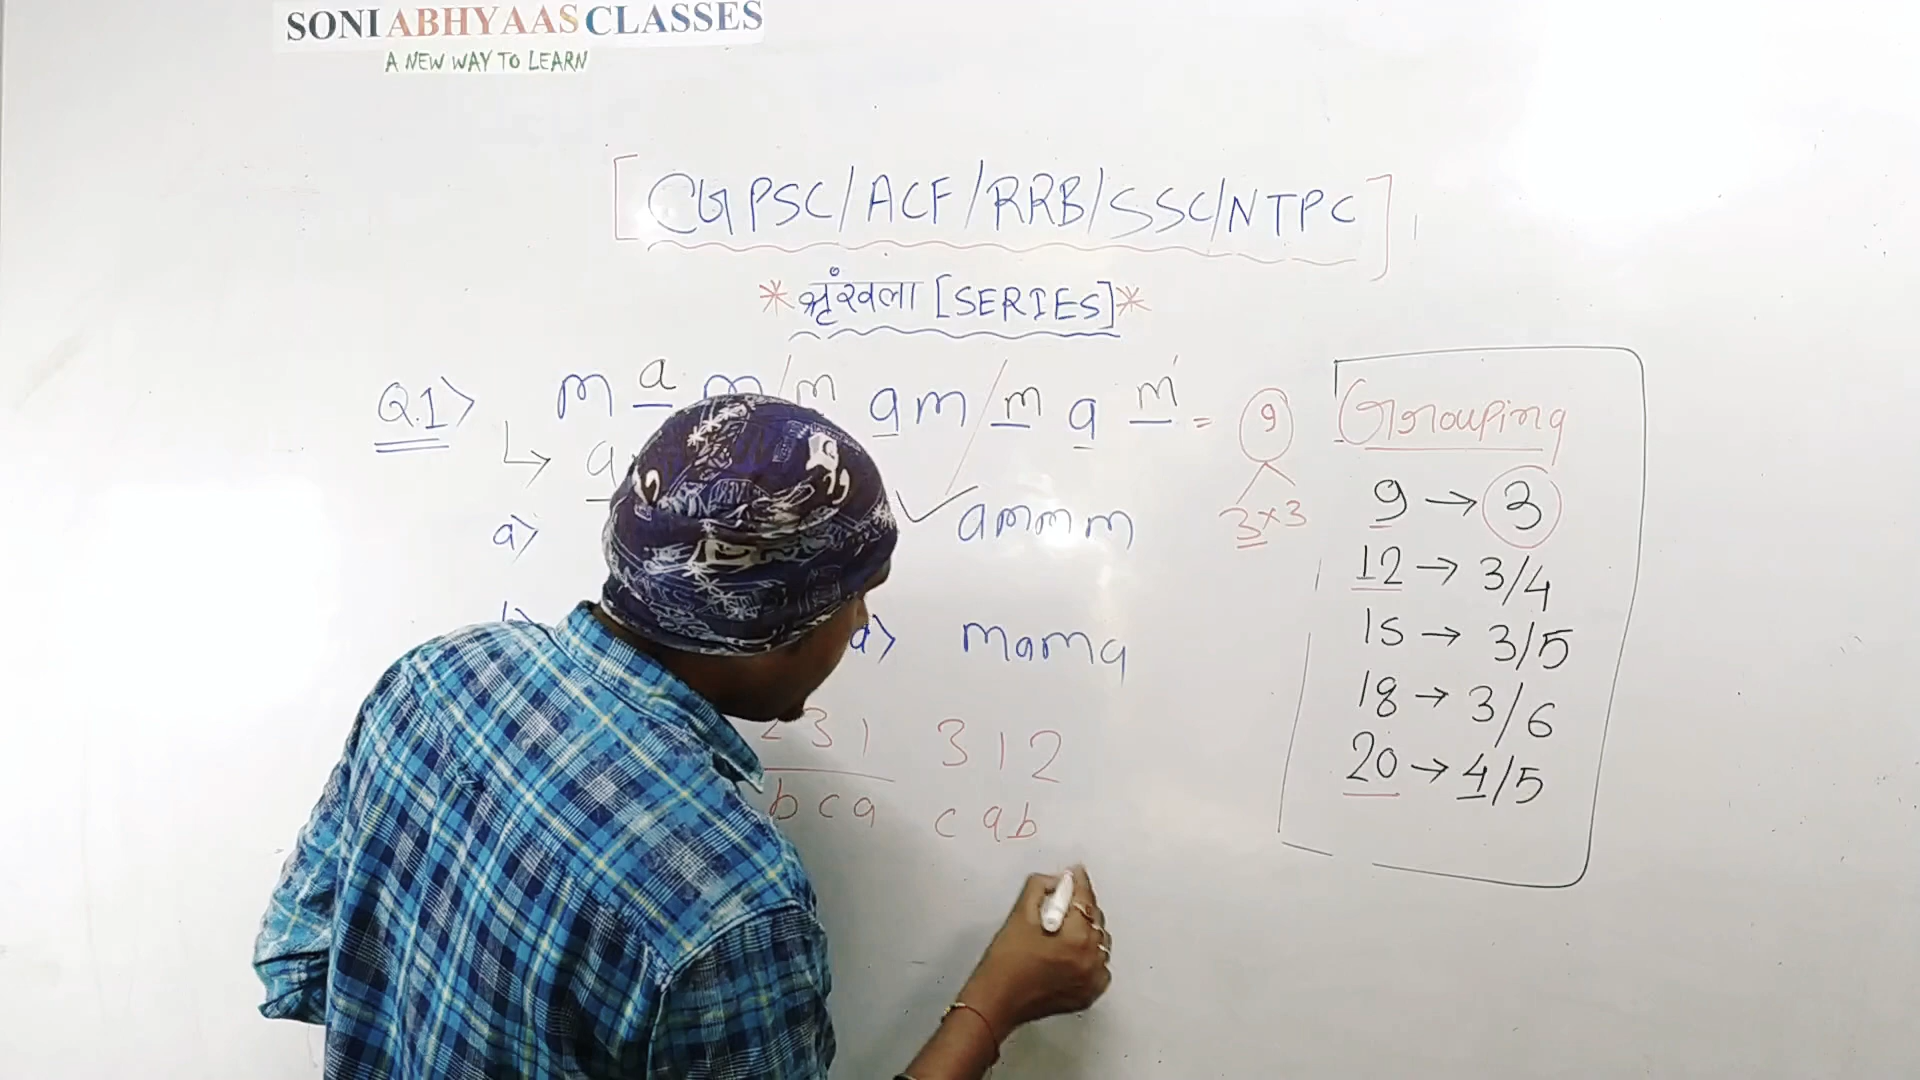 SONI ABHYAAS CLASSES
A NEW WAY TO LEARN
[CGPSC/ACF/RRB/SSC/NTPC]
*श्रृंखला [SERIES]*
Q.1> m a m/m am/m a m = 9
a
3×3
a> ammm
d> mama
231 312
bca cab
Grouping
9 → 3
12 → 3/4
15 → 3/5
18 → 3/6
20 → 4/5